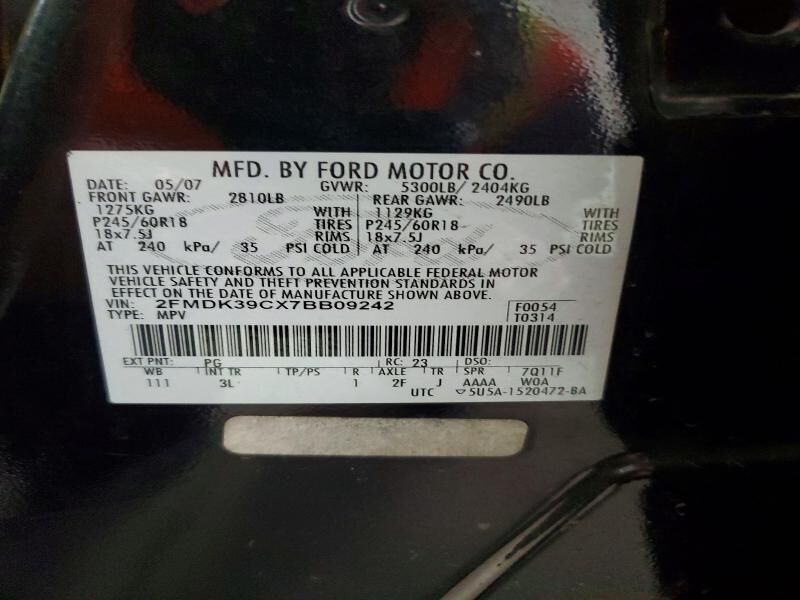 MFD. BY FORD MOTOR CO.
DATE: 05/07 GVWR: 5300LB/ 2404KG
FRONT GAWR: 2810LB REAR GAWR: 2490LB
1275KG WITH 1129KG WITH
P245/60R18 TIRES P245/60R18 TIRES
18x7.5J RIMS 18x7.5J RIMS
AT 240 kPa/ 35 PSI COLD AT 240 kPa/ 35 PSI COLD
THIS VEHICLE CONFORMS TO ALL APPLICABLE FEDERAL MOTOR
VEHICLE SAFETY AND THEFT PREVENTION STANDARDS IN
EFFECT ON THE DATE OF MANUFACTURE SHOWN ABOVE.
VIN: 2FMDK39CX7BB09242 F0054
TYPE: MPV T0314
EXT PNT: PG RC: 23 DSO:
WB INT TR TP/PS R AXLE TR SPR 7Q11F
111 3L 1 2F J AAAA W0A
UTC 5U5A-1520472-BA